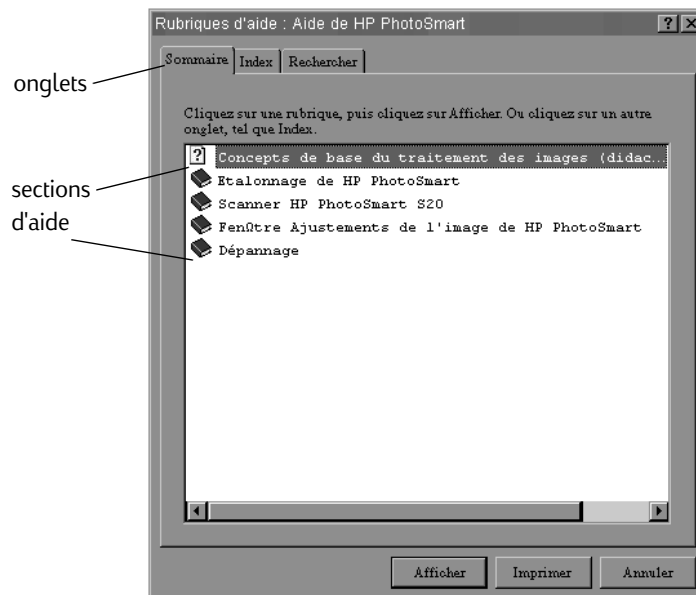 Rubriques d'aide : Aide de HP PhotoSmart
Sommaire Index Rechercher
onglets
Cliquez sur une rubrique, puis cliquez sur Afficher. Ou cliquez sur un autre
onglet, tel que Index.
Concepts de base du traitement des images (didac...
Etalonnage de HP PhotoSmart
sections
d'aide
Scanner HP PhotoSmart S20
FenΩtre Ajustements de l'image de HP PhotoSmart
Dépannage
Afficher Imprimer Annuler